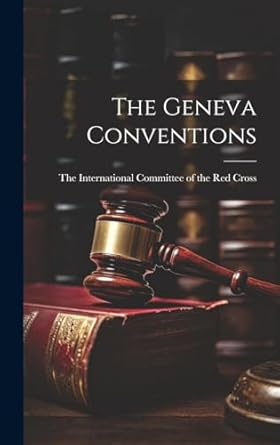 The Geneva
Conventions
The International Committee of the Red Cross